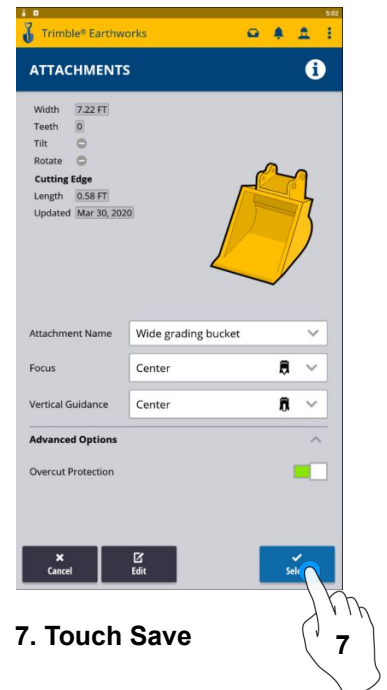 5:02
Trimble® Earthworks
ATTACHMENTS
Width 7.22 FT
Teeth 0
Tilt
Rotate
Cutting Edge
Length 0.58 FT
Updated Mar 30, 2020
Attachment Name Wide grading bucket
Focus Center
Vertical Guidance Center
Advanced Options
Overcut Protection
Cancel Edit
7. Touch Save 7